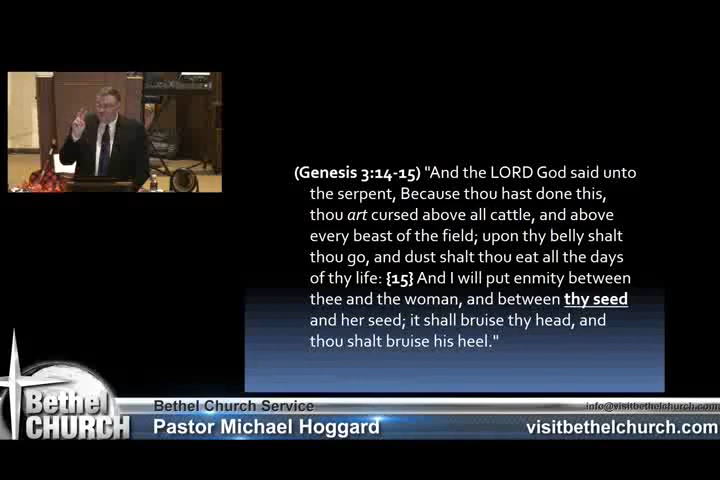 (Genesis 3:14-15) "And the LORD God said unto
the serpent, Because thou hast done this,
thou art cursed above all cattle, and above
every beast of the field; upon thy belly shalt
thou go, and dust shalt thou eat all the days
of thy life: {15} And I will put enmity between
thee and the woman, and between thy seed
and her seed; it shall bruise thy head, and
thou shalt bruise his heel."
Bethel
CHURCH
Bethel Church Service
info@visitbethelchurch.com
Pastor Michael Hoggard
visitbethelchurch.com